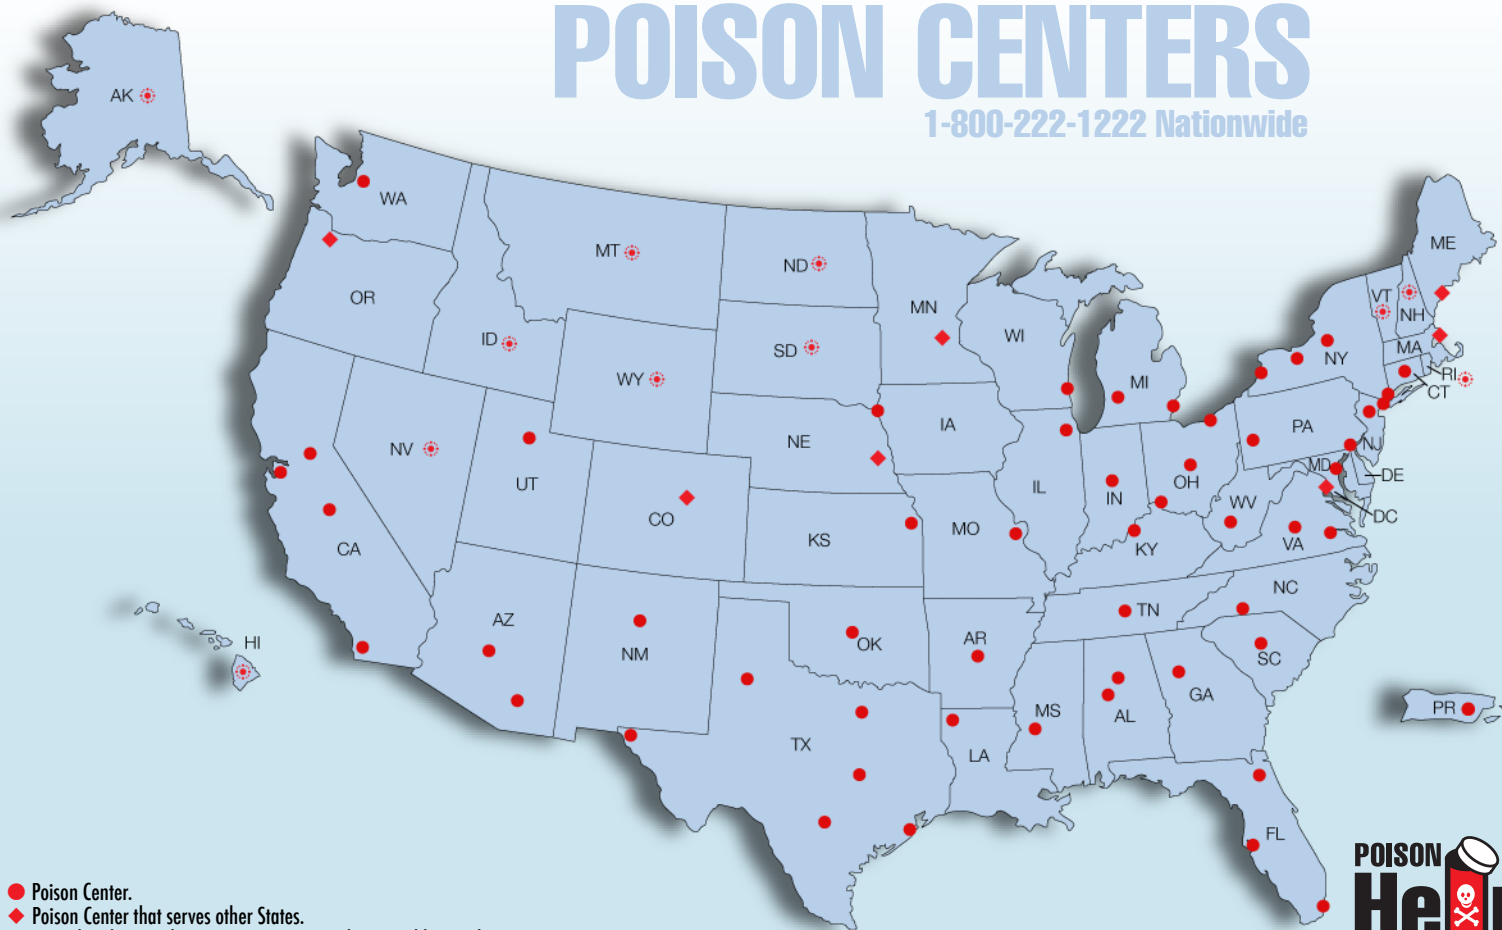 POISON CENTERS
1-800-222-1222 Nationwide
AK
WA
MT
ND
ME
OR
MN
VT
NH
ID
SD
WI
NY
MA
WY
MI
RI
CT
NE
IA
PA
NV
NJ
UT
IL
IN
OH
MD
DE
CO
WV
DC
KS
MO
CA
KY
VA
NC
AZ
TN
HI
NM
OK
AR
SC
GA
MS
AL
PR
TX
LA
FL
Poison Center.
Poison Center that serves other States.
POISON
Help